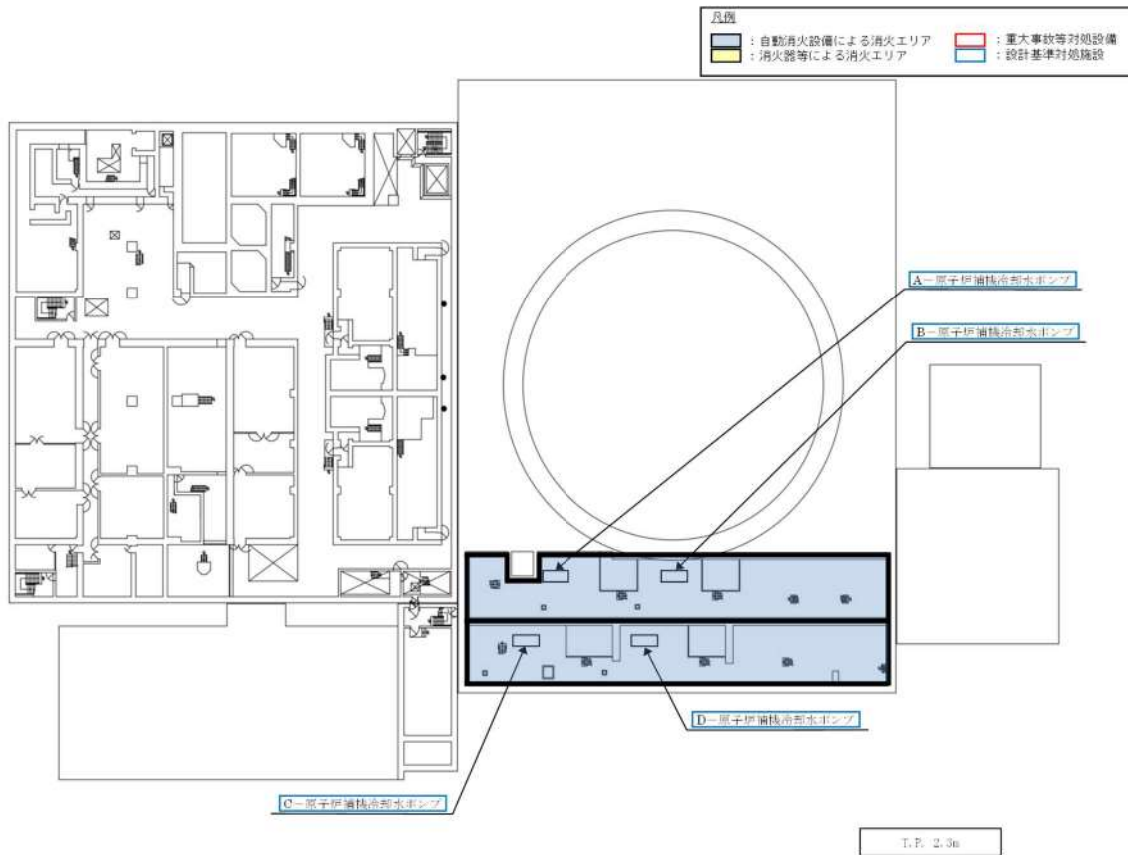 凡例
：自動消火設備による消火エリア
：重大事故等対処設備
：消火器等による消火エリア
：設計基準対処施設
A－原子炉補機冷却水ポンプ
B－原子炉補機冷却水ポンプ
D－原子炉補機冷却水ポンプ
C－原子炉補機冷却水ポンプ
T.P. 2.3m